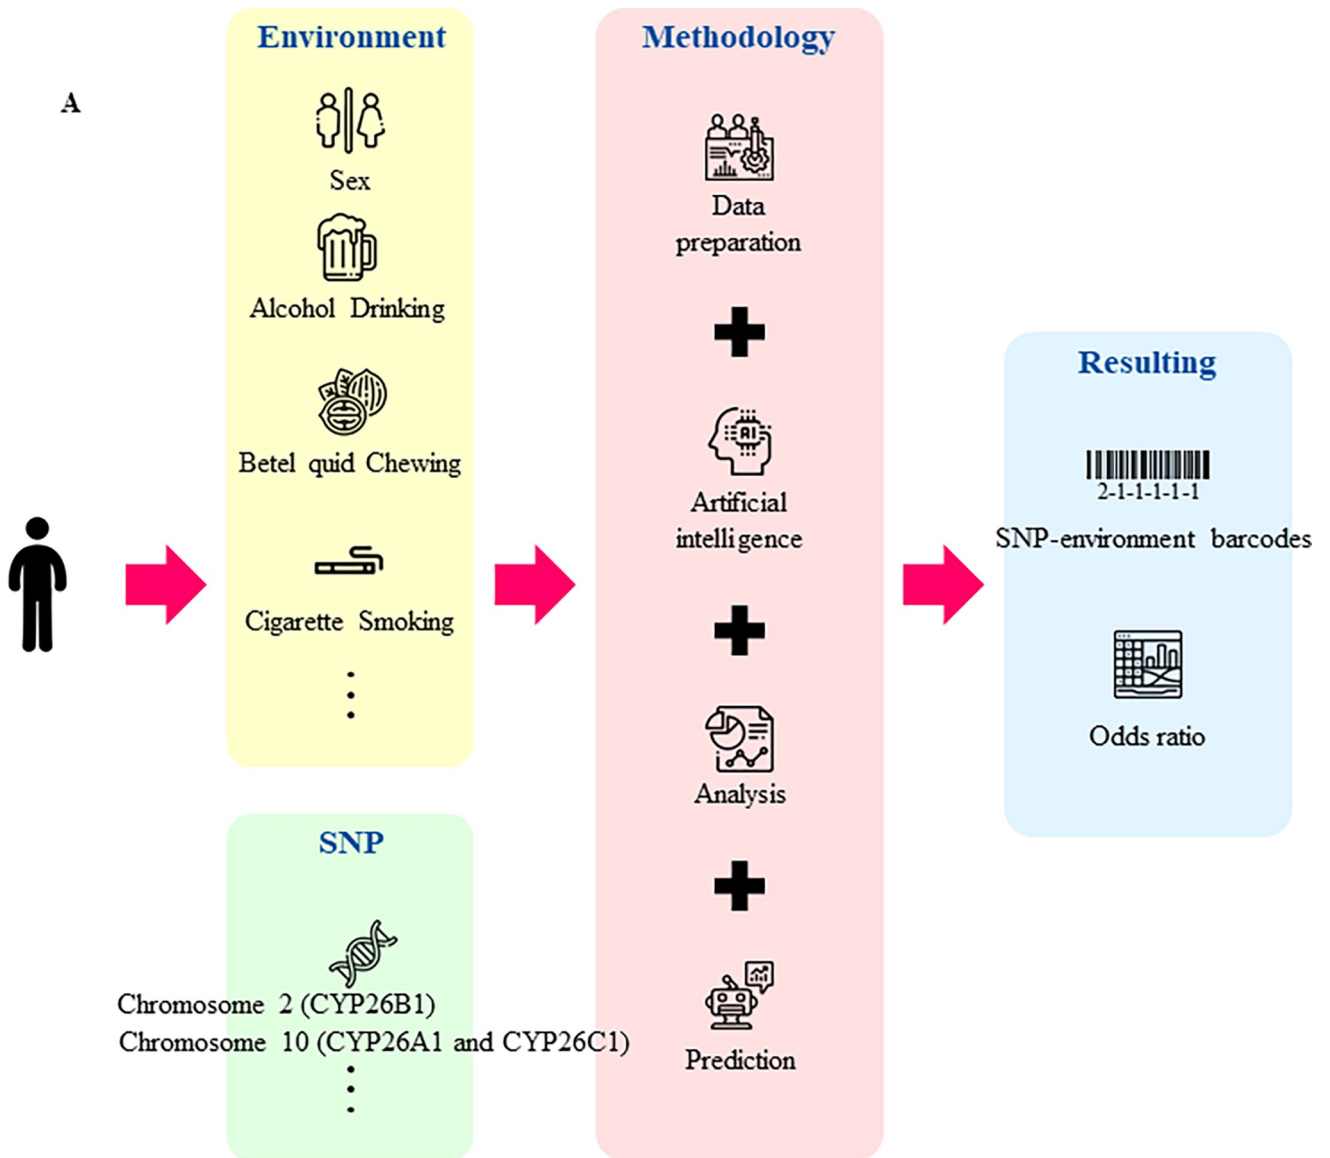 A
Environment
Sex
Alcohol Drinking
Betel quid Chewing
Cigarette Smoking
SNP
Chromosome 2 (CYP26B1)
Chromosome 10 (CYP26A1 and CYP26C1)
Methodology
Data
preparation
AI
Artificial
intelligence
Analysis
Prediction
Resulting
2-1-1-1-1-1
SNP-environment barcodes
Odds ratio